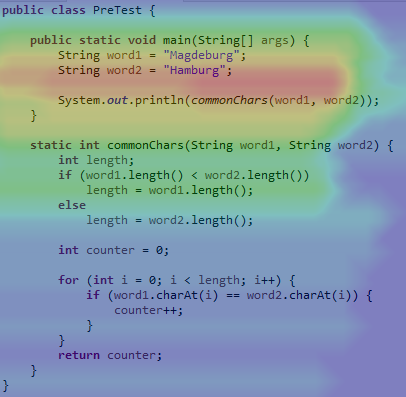 public class PreTest {
public static void main(String[] args) {
String word1 = "Magdeburg";
String word2 = "Hamburg";
System.out.println(commonChars(word1, word2));
}
static int commonChars(String word1, String word2) {
int length;
if (word1.length() < word2.length())
length = word1.length();
else
length = word2.length();
int counter = 0;
for (int i = 0; i < length; i++) {
if (word1.charAt(i) == word2.charAt(i)) {
counter++;
}
}
return counter;
}
}